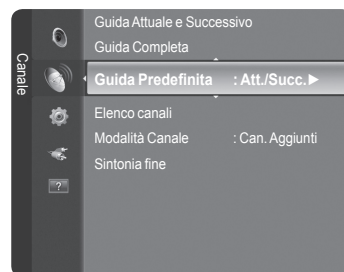 Canale
Guida Attuale e Successivo
Guida Completa
Guida Predefinita : Att./Succ.►
Elenco canali
Modalità Canale : Can. Aggiunti
Sintonia fine
?